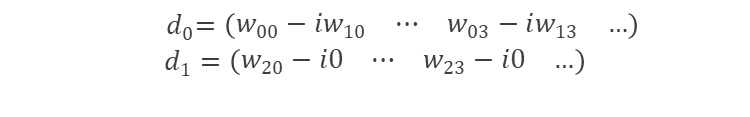 d₀= (w₀₀ − iw₁₀ ⋯ w₀₃ − iw₁₃ ...)
d₁ = (w₂₀ − i0 ⋯ w₂₃ − i0 ...)